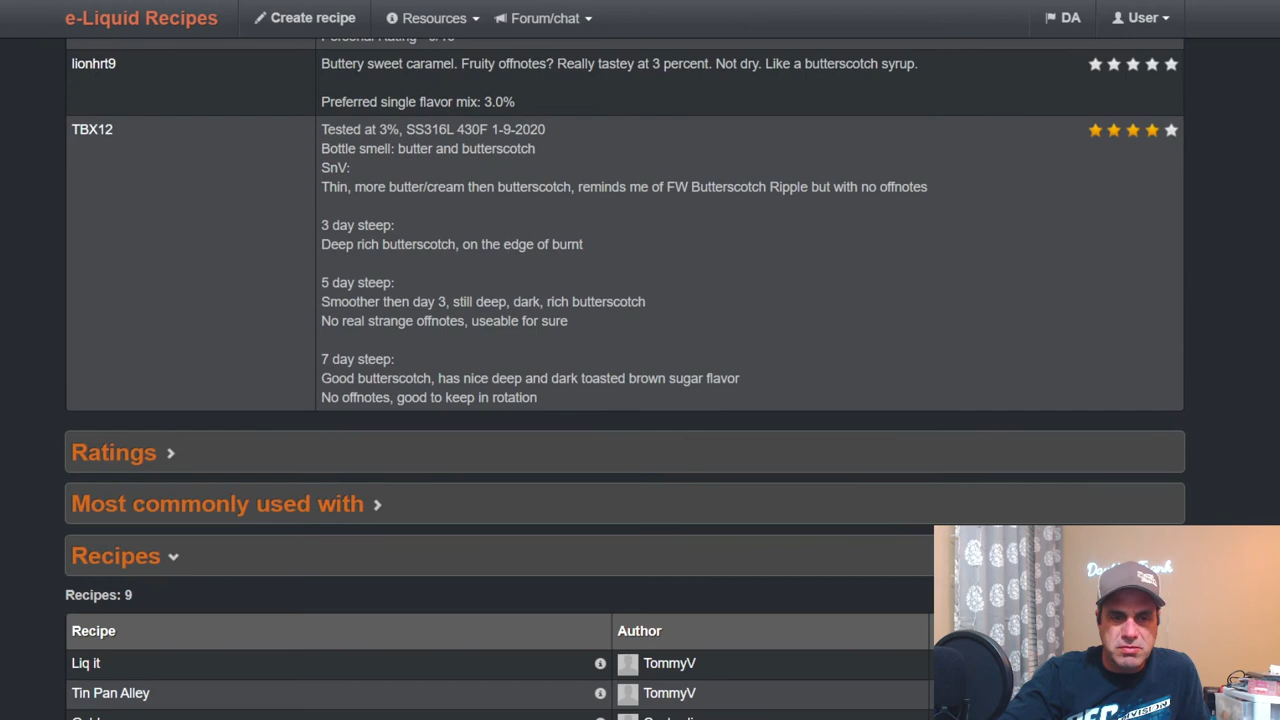 e-Liquid Recipes
Create recipe
Resources
Forum/chat
DA
User
lionhrt9
Buttery sweet caramel. Fruity offnotes? Really tastey at 3 percent. Not dry. Like a butterscotch syrup.
Preferred single flavor mix: 3.0%
TBX12
Tested at 3%, SS316L 430F 1-9-2020
Bottle smell: butter and butterscotch
SnV:
Thin, more butter/cream then butterscotch, reminds me of FW Butterscotch Ripple but with no offnotes
3 day steep:
Deep rich butterscotch, on the edge of burnt
5 day steep:
Smoother then day 3, still deep, dark, rich butterscotch
No real strange offnotes, useable for sure
7 day steep:
Good butterscotch, has nice deep and dark toasted brown sugar flavor
No offnotes, good to keep in rotation
Ratings
Most commonly used with
Recipes
Recipes: 9
Recipe
Author
Liq it
TommyV
Tin Pan Alley
TommyV